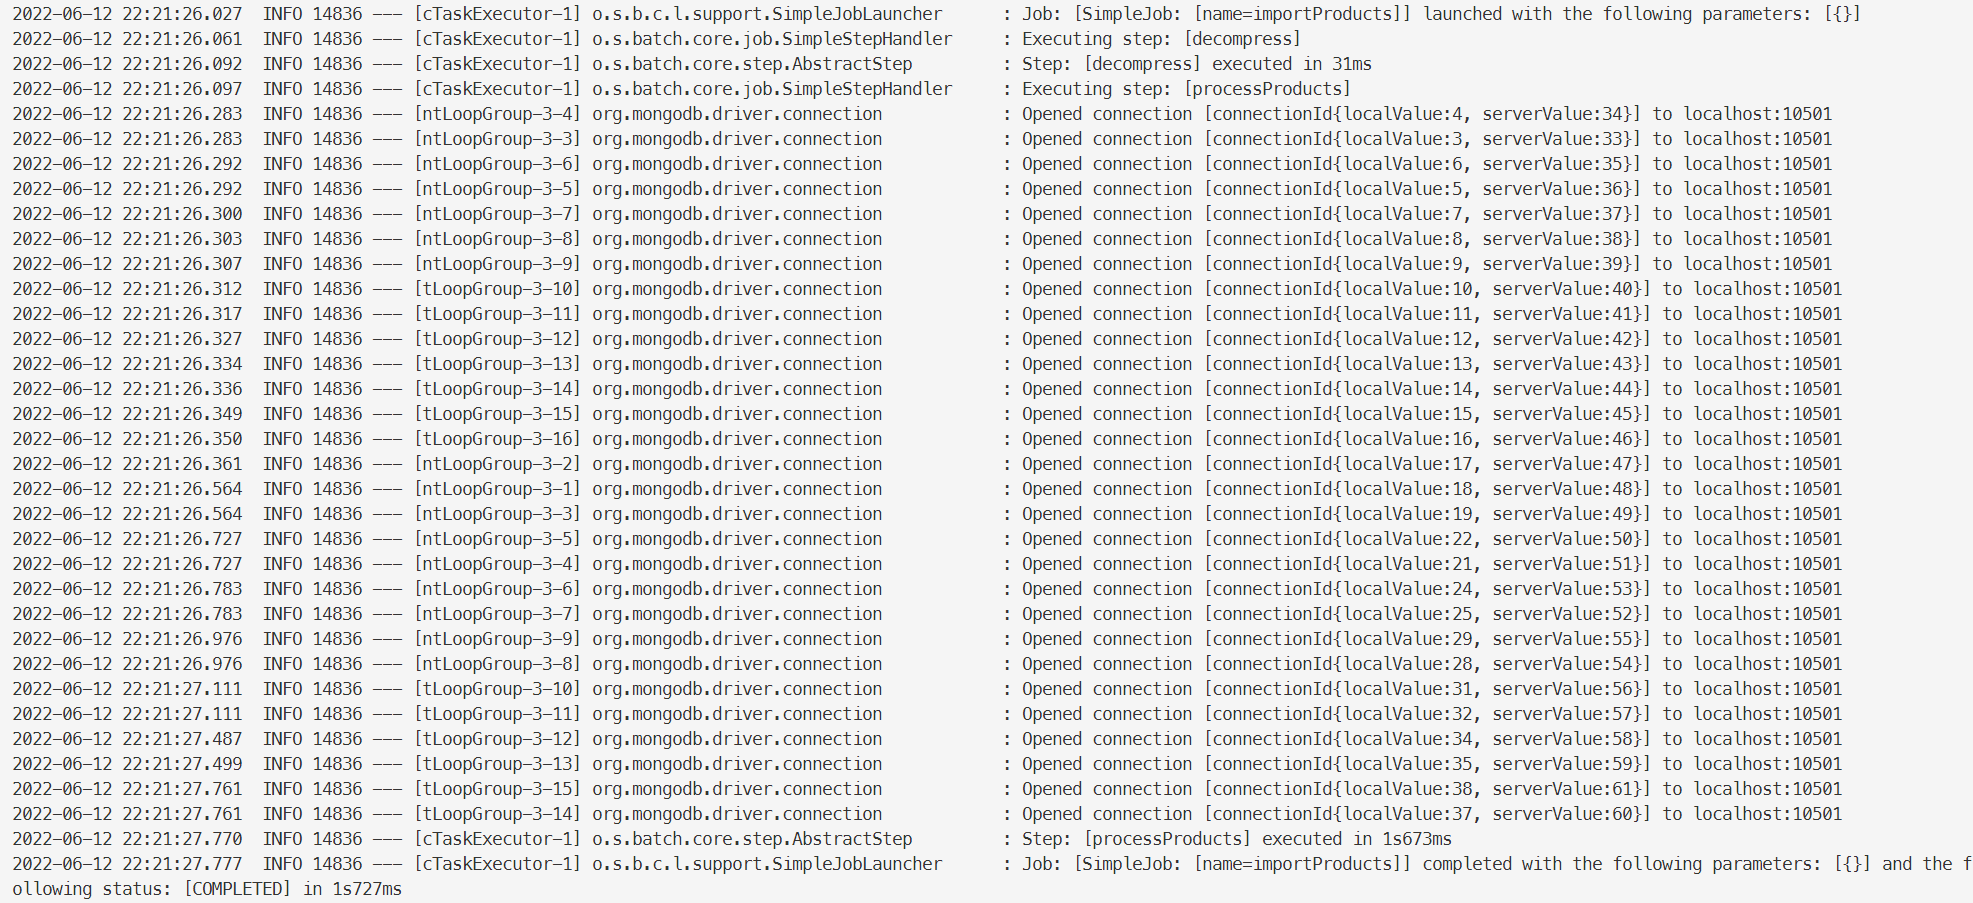 2022-06-12 22:21:26.027  INFO 14836 --- [cTaskExecutor-1] o.s.b.c.l.support.SimpleJobLauncher      : Job: [SimpleJob: [name=importProducts]] launched with the following parameters: [{}]
2022-06-12 22:21:26.061  INFO 14836 --- [cTaskExecutor-1] o.s.batch.core.job.SimpleStepHandler     : Executing step: [decompress]
2022-06-12 22:21:26.092  INFO 14836 --- [cTaskExecutor-1] o.s.batch.core.step.AbstractStep         : Step: [decompress] executed in 31ms
2022-06-12 22:21:26.097  INFO 14836 --- [cTaskExecutor-1] o.s.batch.core.job.SimpleStepHandler     : Executing step: [processProducts]
2022-06-12 22:21:26.283  INFO 14836 --- [ntLoopGroup-3-4] org.mongodb.driver.connection            : Opened connection [connectionId{localValue:4, serverValue:34}] to localhost:10501
2022-06-12 22:21:26.283  INFO 14836 --- [ntLoopGroup-3-3] org.mongodb.driver.connection            : Opened connection [connectionId{localValue:3, serverValue:33}] to localhost:10501
2022-06-12 22:21:26.292  INFO 14836 --- [ntLoopGroup-3-6] org.mongodb.driver.connection            : Opened connection [connectionId{localValue:6, serverValue:35}] to localhost:10501
2022-06-12 22:21:26.292  INFO 14836 --- [ntLoopGroup-3-5] org.mongodb.driver.connection            : Opened connection [connectionId{localValue:5, serverValue:36}] to localhost:10501
2022-06-12 22:21:26.300  INFO 14836 --- [ntLoopGroup-3-7] org.mongodb.driver.connection            : Opened connection [connectionId{localValue:7, serverValue:37}] to localhost:10501
2022-06-12 22:21:26.303  INFO 14836 --- [ntLoopGroup-3-8] org.mongodb.driver.connection            : Opened connection [connectionId{localValue:8, serverValue:38}] to localhost:10501
2022-06-12 22:21:26.307  INFO 14836 --- [ntLoopGroup-3-9] org.mongodb.driver.connection            : Opened connection [connectionId{localValue:9, serverValue:39}] to localhost:10501
2022-06-12 22:21:26.312  INFO 14836 --- [tLoopGroup-3-10] org.mongodb.driver.connection            : Opened connection [connectionId{localValue:10, serverValue:40}] to localhost:10501
2022-06-12 22:21:26.317  INFO 14836 --- [tLoopGroup-3-11] org.mongodb.driver.connection            : Opened connection [connectionId{localValue:11, serverValue:41}] to localhost:10501
2022-06-12 22:21:26.327  INFO 14836 --- [tLoopGroup-3-12] org.mongodb.driver.connection            : Opened connection [connectionId{localValue:12, serverValue:42}] to localhost:10501
2022-06-12 22:21:26.334  INFO 14836 --- [tLoopGroup-3-13] org.mongodb.driver.connection            : Opened connection [connectionId{localValue:13, serverValue:43}] to localhost:10501
2022-06-12 22:21:26.336  INFO 14836 --- [tLoopGroup-3-14] org.mongodb.driver.connection            : Opened connection [connectionId{localValue:14, serverValue:44}] to localhost:10501
2022-06-12 22:21:26.349  INFO 14836 --- [tLoopGroup-3-15] org.mongodb.driver.connection            : Opened connection [connectionId{localValue:15, serverValue:45}] to localhost:10501
2022-06-12 22:21:26.350  INFO 14836 --- [tLoopGroup-3-16] org.mongodb.driver.connection            : Opened connection [connectionId{localValue:16, serverValue:46}] to localhost:10501
2022-06-12 22:21:26.361  INFO 14836 --- [ntLoopGroup-3-2] org.mongodb.driver.connection            : Opened connection [connectionId{localValue:17, serverValue:47}] to localhost:10501
2022-06-12 22:21:26.564  INFO 14836 --- [ntLoopGroup-3-1] org.mongodb.driver.connection            : Opened connection [connectionId{localValue:18, serverValue:48}] to localhost:10501
2022-06-12 22:21:26.564  INFO 14836 --- [ntLoopGroup-3-3] org.mongodb.driver.connection            : Opened connection [connectionId{localValue:19, serverValue:49}] to localhost:10501
2022-06-12 22:21:26.727  INFO 14836 --- [ntLoopGroup-3-5] org.mongodb.driver.connection            : Opened connection [connectionId{localValue:22, serverValue:50}] to localhost:10501
2022-06-12 22:21:26.727  INFO 14836 --- [ntLoopGroup-3-4] org.mongodb.driver.connection            : Opened connection [connectionId{localValue:21, serverValue:51}] to localhost:10501
2022-06-12 22:21:26.783  INFO 14836 --- [ntLoopGroup-3-6] org.mongodb.driver.connection            : Opened connection [connectionId{localValue:24, serverValue:53}] to localhost:10501
2022-06-12 22:21:26.783  INFO 14836 --- [ntLoopGroup-3-7] org.mongodb.driver.connection            : Opened connection [connectionId{localValue:25, serverValue:52}] to localhost:10501
2022-06-12 22:21:26.976  INFO 14836 --- [ntLoopGroup-3-9] org.mongodb.driver.connection            : Opened connection [connectionId{localValue:29, serverValue:55}] to localhost:10501
2022-06-12 22:21:26.976  INFO 14836 --- [ntLoopGroup-3-8] org.mongodb.driver.connection            : Opened connection [connectionId{localValue:28, serverValue:54}] to localhost:10501
2022-06-12 22:21:27.111  INFO 14836 --- [tLoopGroup-3-10] org.mongodb.driver.connection            : Opened connection [connectionId{localValue:31, serverValue:56}] to localhost:10501
2022-06-12 22:21:27.111  INFO 14836 --- [tLoopGroup-3-11] org.mongodb.driver.connection            : Opened connection [connectionId{localValue:32, serverValue:57}] to localhost:10501
2022-06-12 22:21:27.487  INFO 14836 --- [tLoopGroup-3-12] org.mongodb.driver.connection            : Opened connection [connectionId{localValue:34, serverValue:58}] to localhost:10501
2022-06-12 22:21:27.499  INFO 14836 --- [tLoopGroup-3-13] org.mongodb.driver.connection            : Opened connection [connectionId{localValue:35, serverValue:59}] to localhost:10501
2022-06-12 22:21:27.761  INFO 14836 --- [tLoopGroup-3-15] org.mongodb.driver.connection            : Opened connection [connectionId{localValue:38, serverValue:61}] to localhost:10501
2022-06-12 22:21:27.761  INFO 14836 --- [tLoopGroup-3-14] org.mongodb.driver.connection            : Opened connection [connectionId{localValue:37, serverValue:60}] to localhost:10501
2022-06-12 22:21:27.770  INFO 14836 --- [cTaskExecutor-1] o.s.batch.core.step.AbstractStep         : Step: [processProducts] executed in 1s673ms
2022-06-12 22:21:27.777  INFO 14836 --- [cTaskExecutor-1] o.s.b.c.l.support.SimpleJobLauncher      : Job: [SimpleJob: [name=importProducts]] completed with the following parameters: [{}] and the f
ollowing status: [COMPLETED] in 1s727ms